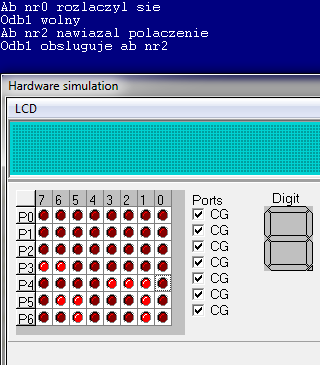 Ab nr0 rozlaczyl sie
Odb1 wolny
Ab nr2 nawiazal polaczenie
Odb1 obsluguje ab nr2
Hardware simulation
LCD
7 6 5 4 3 2 1 0
Ports
Digit
P0
CG
P1
CG
P2
CG
P3
CG
P4
CG
P5
CG
P6
CG